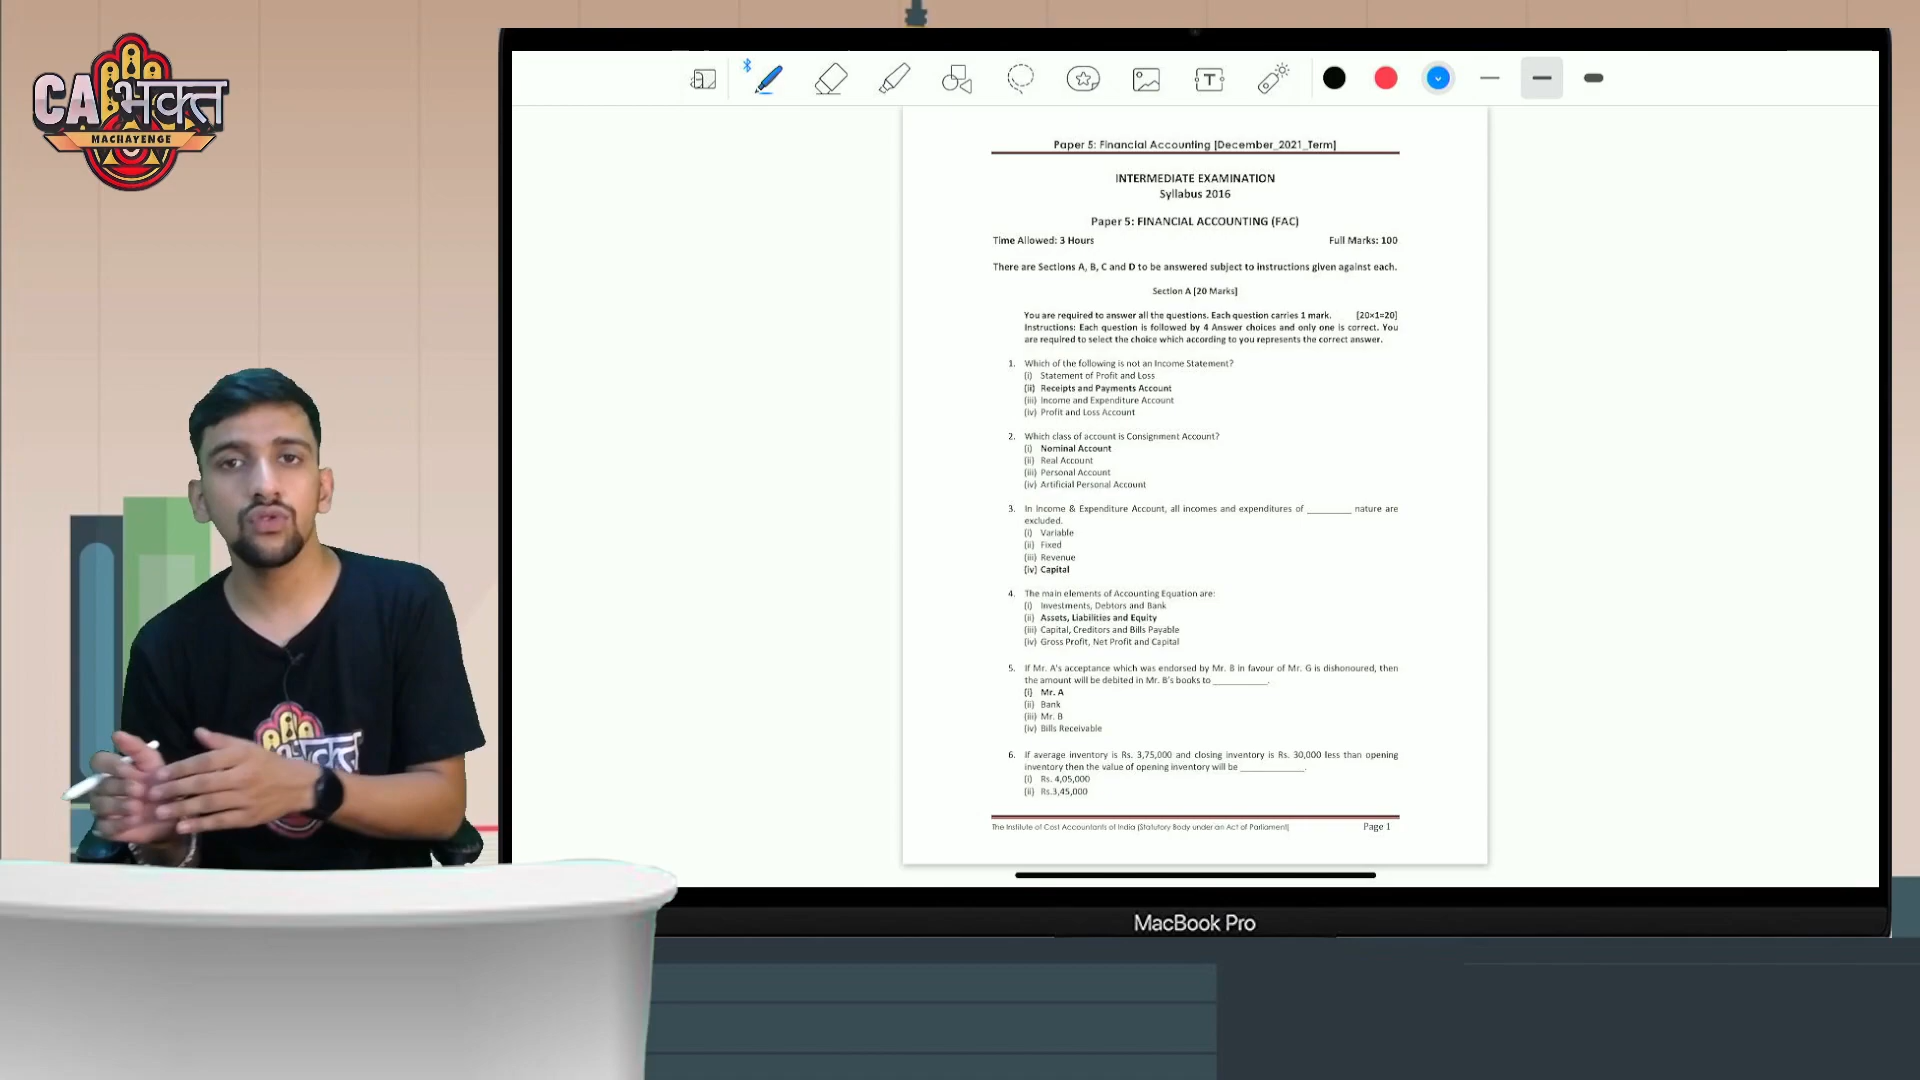 CA भक्त
MACHAYENGE
Paper 5: Financial Accounting [December_2021_Term]
INTERMEDIATE EXAMINATION
Syllabus 2016
Paper 5: FINANCIAL ACCOUNTING (FAC)
Time Allowed: 3 Hours Full Marks: 100
There are Sections A, B, C and D to be answered subject to instructions given against each.
Section A [20 Marks]
You are required to answer all the questions. Each question carries 1 mark. [20×1=20]
Instructions: Each question is followed by 4 Answer choices and only one is correct. You
are required to select the choice which according to you represents the correct answer.
1. Which of the following is not an Income Statement?
(i) Statement of Profit and Loss
(ii) Receipts and Payments Account
(iii) Income and Expenditure Account
(iv) Profit and Loss Account
2. Which class of account is Consignment Account?
(i) Nominal Account
(ii) Real Account
(iii) Personal Account
(iv) Artificial Personal Account
3. In Income & Expenditure Account, all incomes and expenditures of _________ nature are
excluded.
(i) Variable
(ii) Fixed
(iii) Revenue
(iv) Capital
4. The main elements of Accounting Equation are:
(i) Investments, Debtors and Bank
(ii) Assets, Liabilities and Equity
(iii) Capital, Creditors and Bills Payable
(iv) Gross Profit, Net Profit and Capital
5. If Mr. A's acceptance which was endorsed by Mr. B in favour of Mr. G is dishonoured, then
the amount will be debited in Mr. B's books to ___________.
(i) Mr. A
(ii) Bank
(iii) Mr. B
(iv) Bills Receivable
6. If average inventory is Rs. 3,75,000 and closing inventory is Rs. 30,000 less than opening
inventory then the value of opening inventory will be _____________.
(i) Rs. 4,05,000
(ii) Rs.3,45,000
The Institute of Cost Accountants of India (Statutory Body under an Act of Parliament) Page 1
MacBook Pro
भक्त